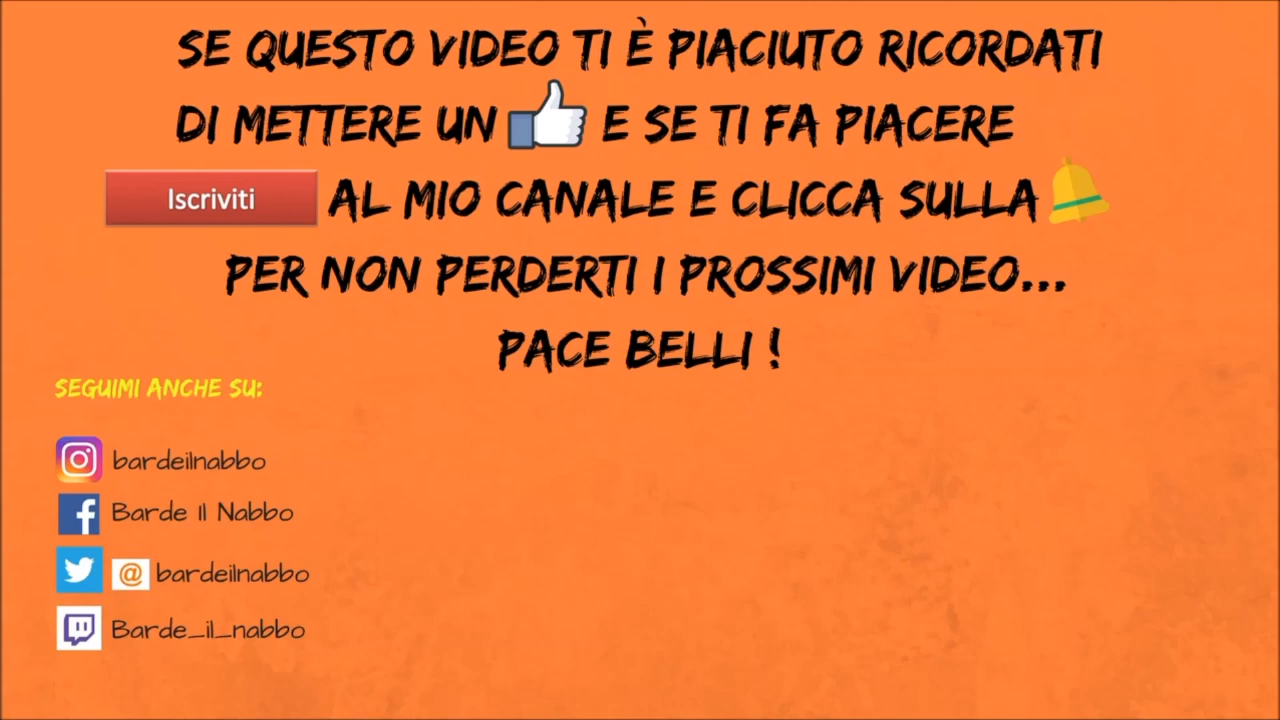 SE QUESTO VIDEO TI È PIACIUTO RICORDATI
DI METTERE UN E SE TI FA PIACERE
Iscriviti AL MIO CANALE E CLICCA SULLA
PER NON PERDERTI I PROSSIMI VIDEO...
PACE BELLI !
SEGUIMI ANCHE SU:
bardeilnabbo
Barde Il Nabbo
@ bardeilnabbo
Barde_il_nabbo